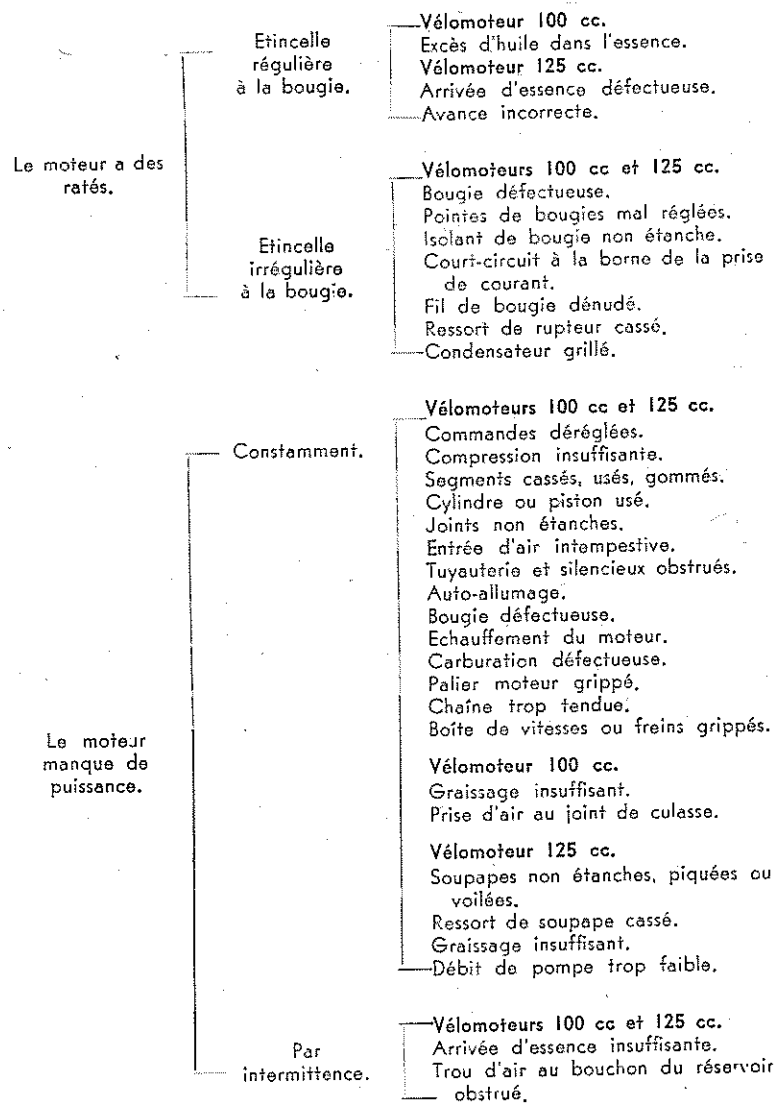 Etincelle
régulière
à la bougie.
Vélomoteur 100 cc.
Excès d'huile dans l'essence.
Vélomoteur 125 cc.
Arrivée d'essence défectueuse.
Avance incorrecte.
Le moteur a des
ratés.
Etincelle
irrégulière
à la bougie.
Vélomoteurs 100 cc et 125 cc.
Bougie défectueuse.
Pointes de bougies mal réglées.
Isolant de bougie non étanche.
Court-circuit à la borne de la prise
de courant.
Fil de bougie dénudé.
Ressort de rupteur cassé.
Condensateur grillé.
Le moteur
manque de
puissance.
Constamment.
Vélomoteurs 100 cc et 125 cc.
Commandes déréglées.
Compression insuffisante.
Segments cassés, usés, gommés.
Cylindre ou piston usé.
Joints non étanches.
Entrée d'air intempestive.
Tuyauterie et silencieux obstrués.
Auto-allumage.
Bougie défectueuse.
Echauffement du moteur.
Carburation défectueuse.
Palier moteur grippé.
Chaîne trop tendue.
Boîte de vitesses ou freins grippés.
Vélomoteur 100 cc.
Graissage insuffisant.
Prise d'air au joint de culasse.
Vélomoteur 125 cc.
Soupapes non étanches, piquées ou
voilées.
Ressort de soupape cassé.
Graissage insuffisant.
Débit de pompe trop faible.
Par
intermittence.
Vélomoteurs 100 cc et 125 cc.
Arrivée d'essence insuffisante.
Trou d'air au bouchon du réservoir
obstrué.